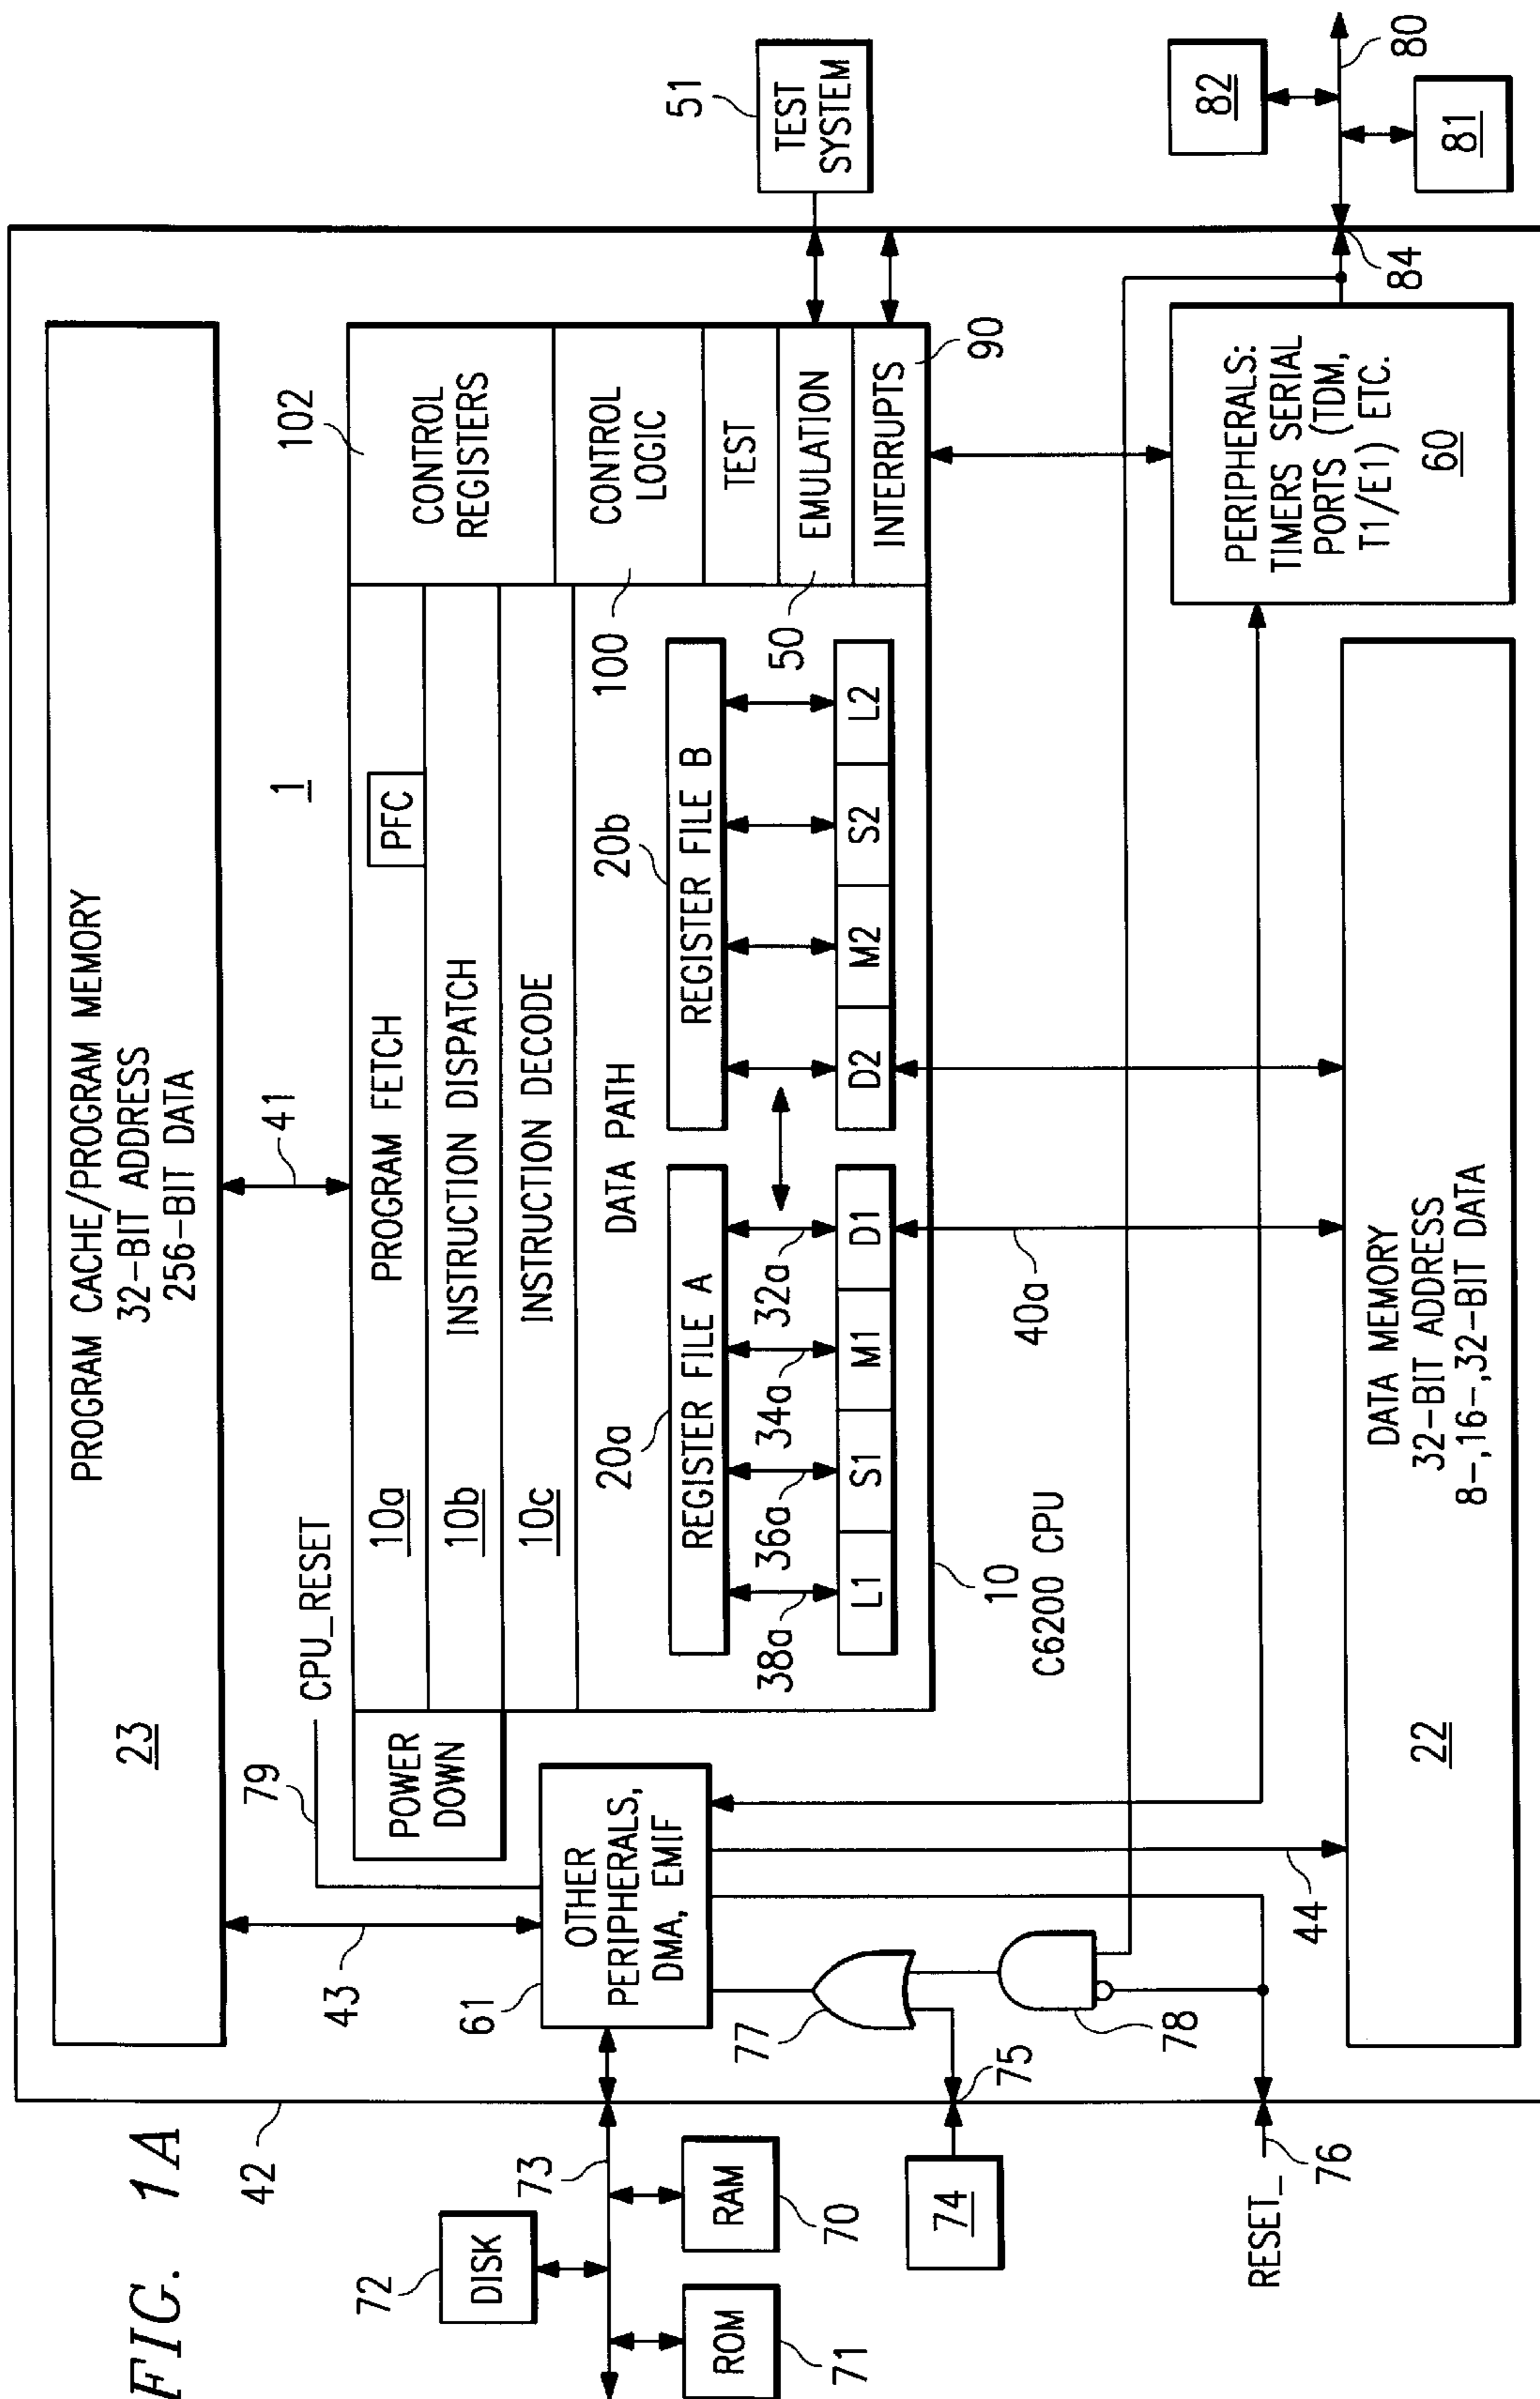 FIG. 1A
42
PROGRAM CACHE/PROGRAM MEMORY
32-BIT ADDRESS
256-BIT DATA
23
43
79
CPU_RESET
41
1
102
POWER
DOWN
10a
PROGRAM FETCH
PFC
10b
INSTRUCTION DISPATCH
10c
INSTRUCTION DECODE
DATA PATH
CONTROL
REGISTERS
CONTROL
LOGIC
TEST
EMULATION
INTERRUPTS
100
50
90
20a
REGISTER FILE A
20b
REGISTER FILE B
38a
36a
34a
32a
L1
S1
M1
D1
D2
M2
S2
L2
10
C6200 CPU
40a
51
TEST
SYSTEM
72
DISK
73
ROM
71
RAM
70
61
OTHER
PERIPHERALS,
DMA, EMIF
77
78
74
75
RESET_
76
44
DATA MEMORY
32-BIT ADDRESS
8-,16-,32-BIT DATA
22
PERIPHERALS:
TIMERS SERIAL
PORTS (TDM,
T1/E1) ETC.
60
84
82
81
80